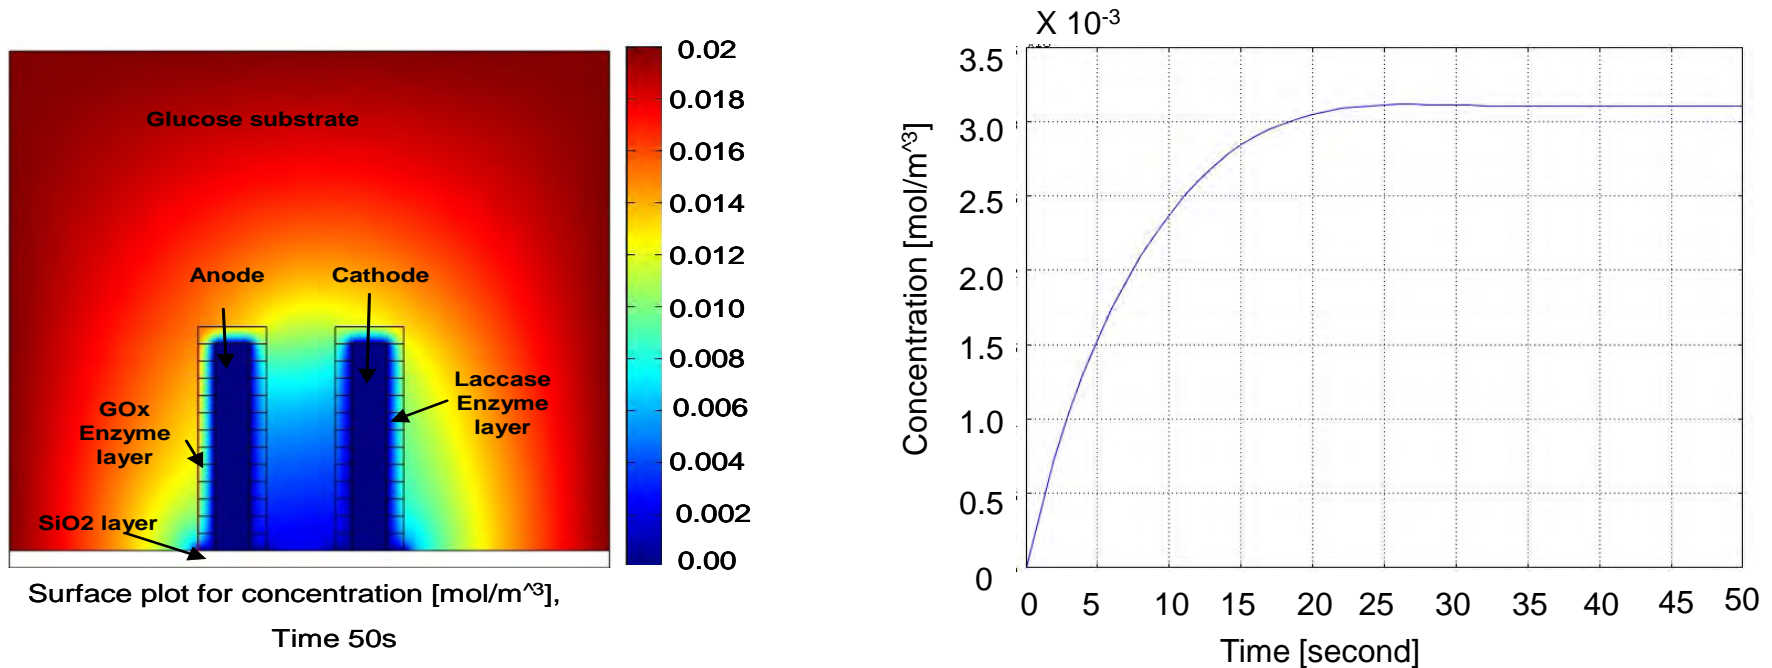 0.02
0.018
0.016
0.014
0.012
0.010
0.008
0.006
0.004
0.002
0.00
Glucose substrate
Anode
Cathode
GOx
Enzyme
layer
Laccase
Enzyme
layer
SiO2 layer
Surface plot for concentration [mol/m^3],
Time 50s
X 10-3
3.5
3.0
2.5
2.0
1.5
1.0
0.5
0
Concentration [mol/m^3]
0 5 10 15 20 25 30 35 40 45 50
Time [second]